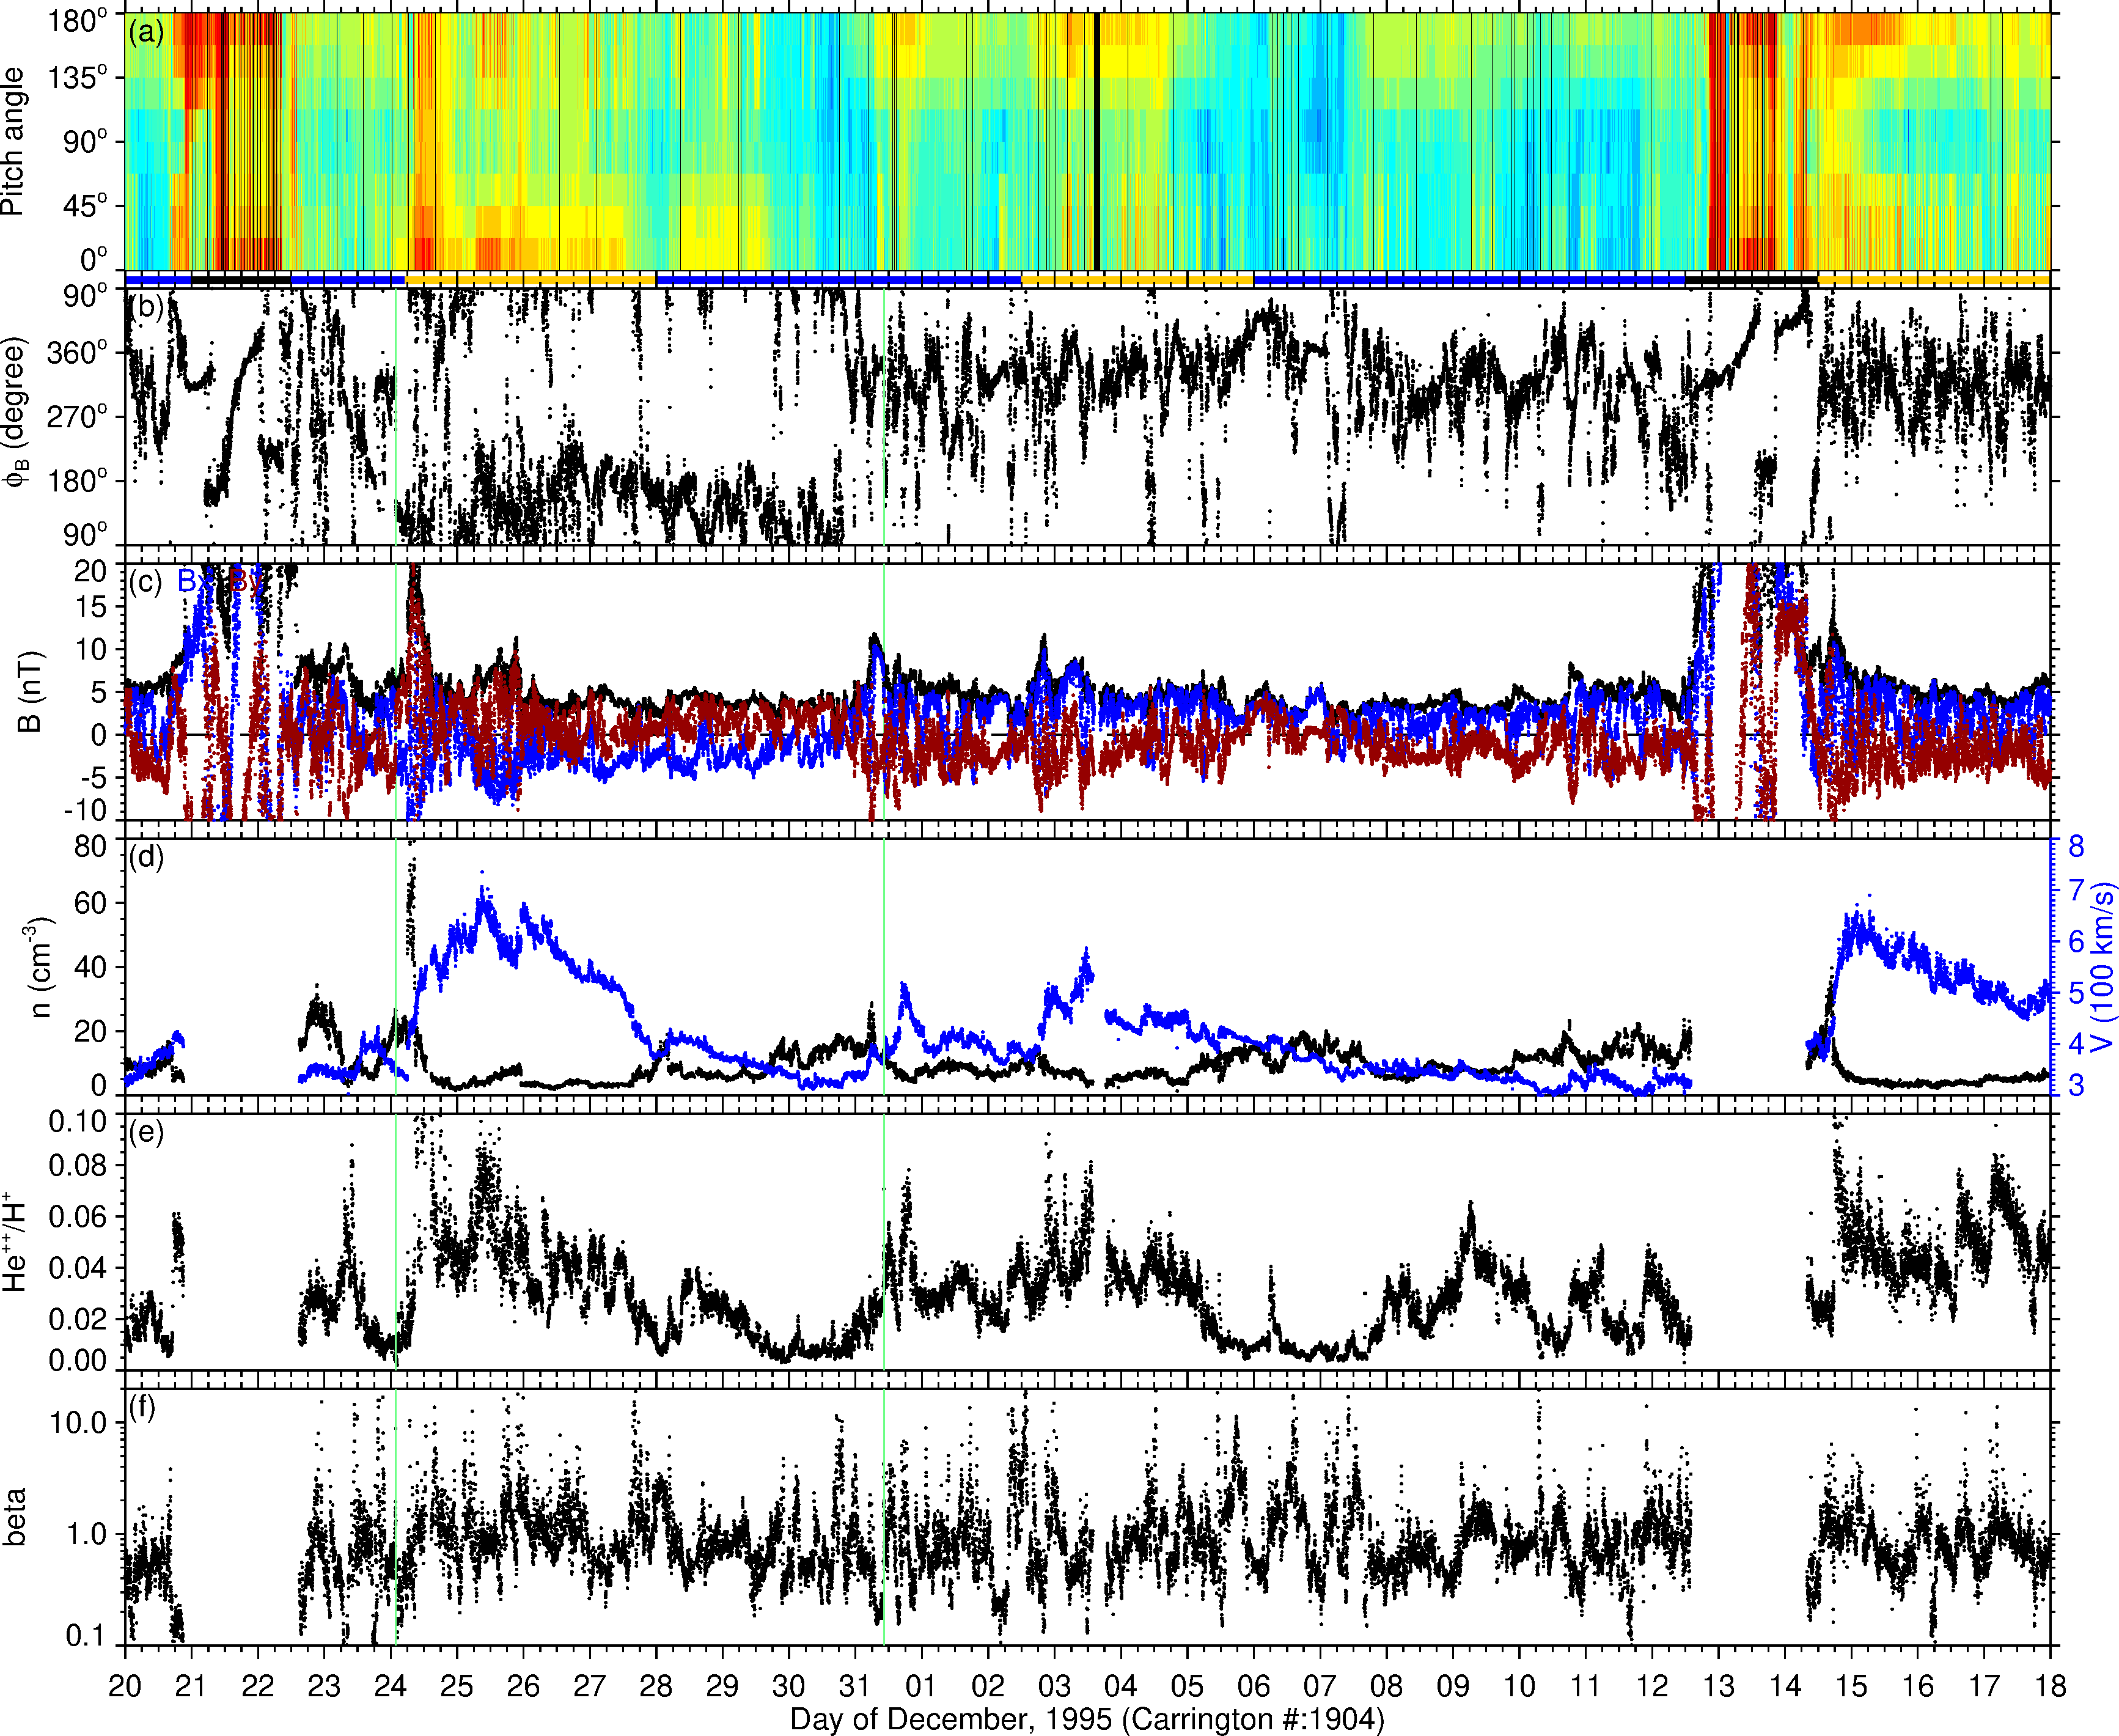 (a)
180°
135°
90°
45°
0°
Pitch angle
(b)
90°
360°
270°
180°
90°
ϕB (degree)
(c)
Bx
By
20
15
10
5
0
-5
-10
B (nT)
(d)
80
60
40
20
0
n (cm⁻³)
8
7
6
5
4
3
V (100 km/s)
(e)
0.10
0.08
0.06
0.04
0.02
0.00
He⁺⁺/H⁺
(f)
10.0
1.0
0.1
beta
20 21 22 23 24 25 26 27 28 29 30 31 01 02 03 04 05 06 07 08 09 10 11 12 13 14 15 16 17 18
Day of December, 1995 (Carrington #:1904)